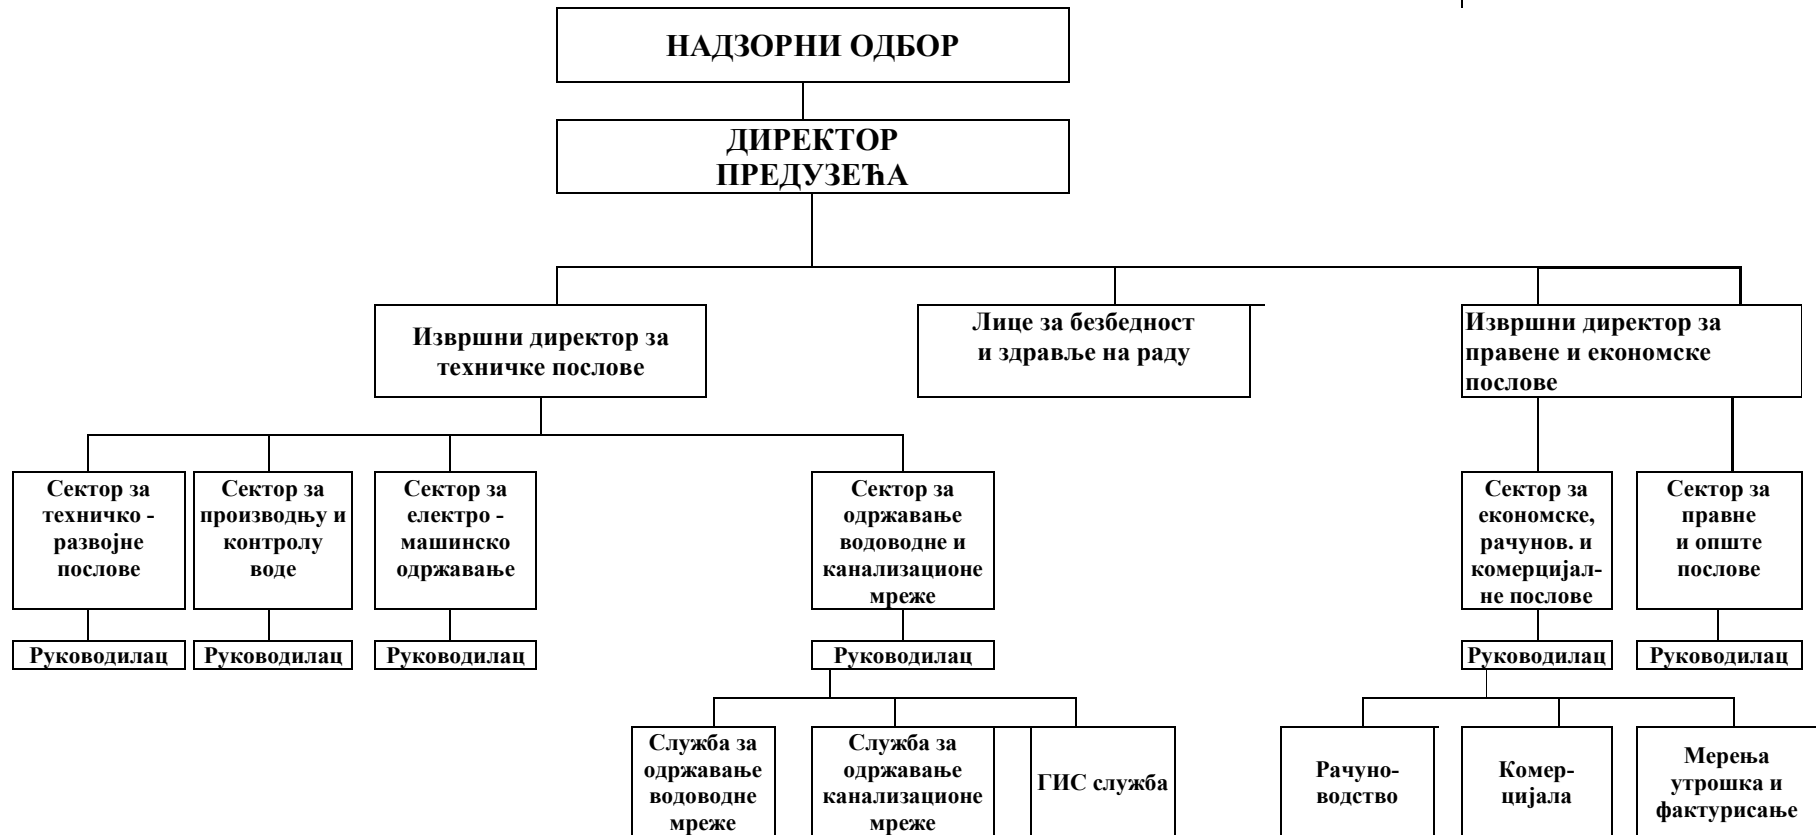 НАДЗОРНИ ОДБОР
ДИРЕКТОР
ПРЕДУЗЕЋА
Извршни директор за
техничке послове
Лице за безбедност
и здравље на раду
Извршни директор за
правене и економске
послове
Сектор за
техничко -
развојне
послове
Сектор за
производњу и
контролу
воде
Сектор за
електро -
машинско
одржавање
Сектор за
одржавање
водоводне и
канализационе
мреже
Сектор за
економске,
рачунов. и
комерцијал-
не послове
Сектор за
правне
и опште
послове
Руководилац
Руководилац
Руководилац
Руководилац
Руководилац
Руководилац
Служба за
одржавање
водоводне
мреже
Служба за
одржавање
канализационе
мреже
ГИС служба
Рачуно-
водство
Комер-
цијала
Мерења
утрошка и
фактурисање